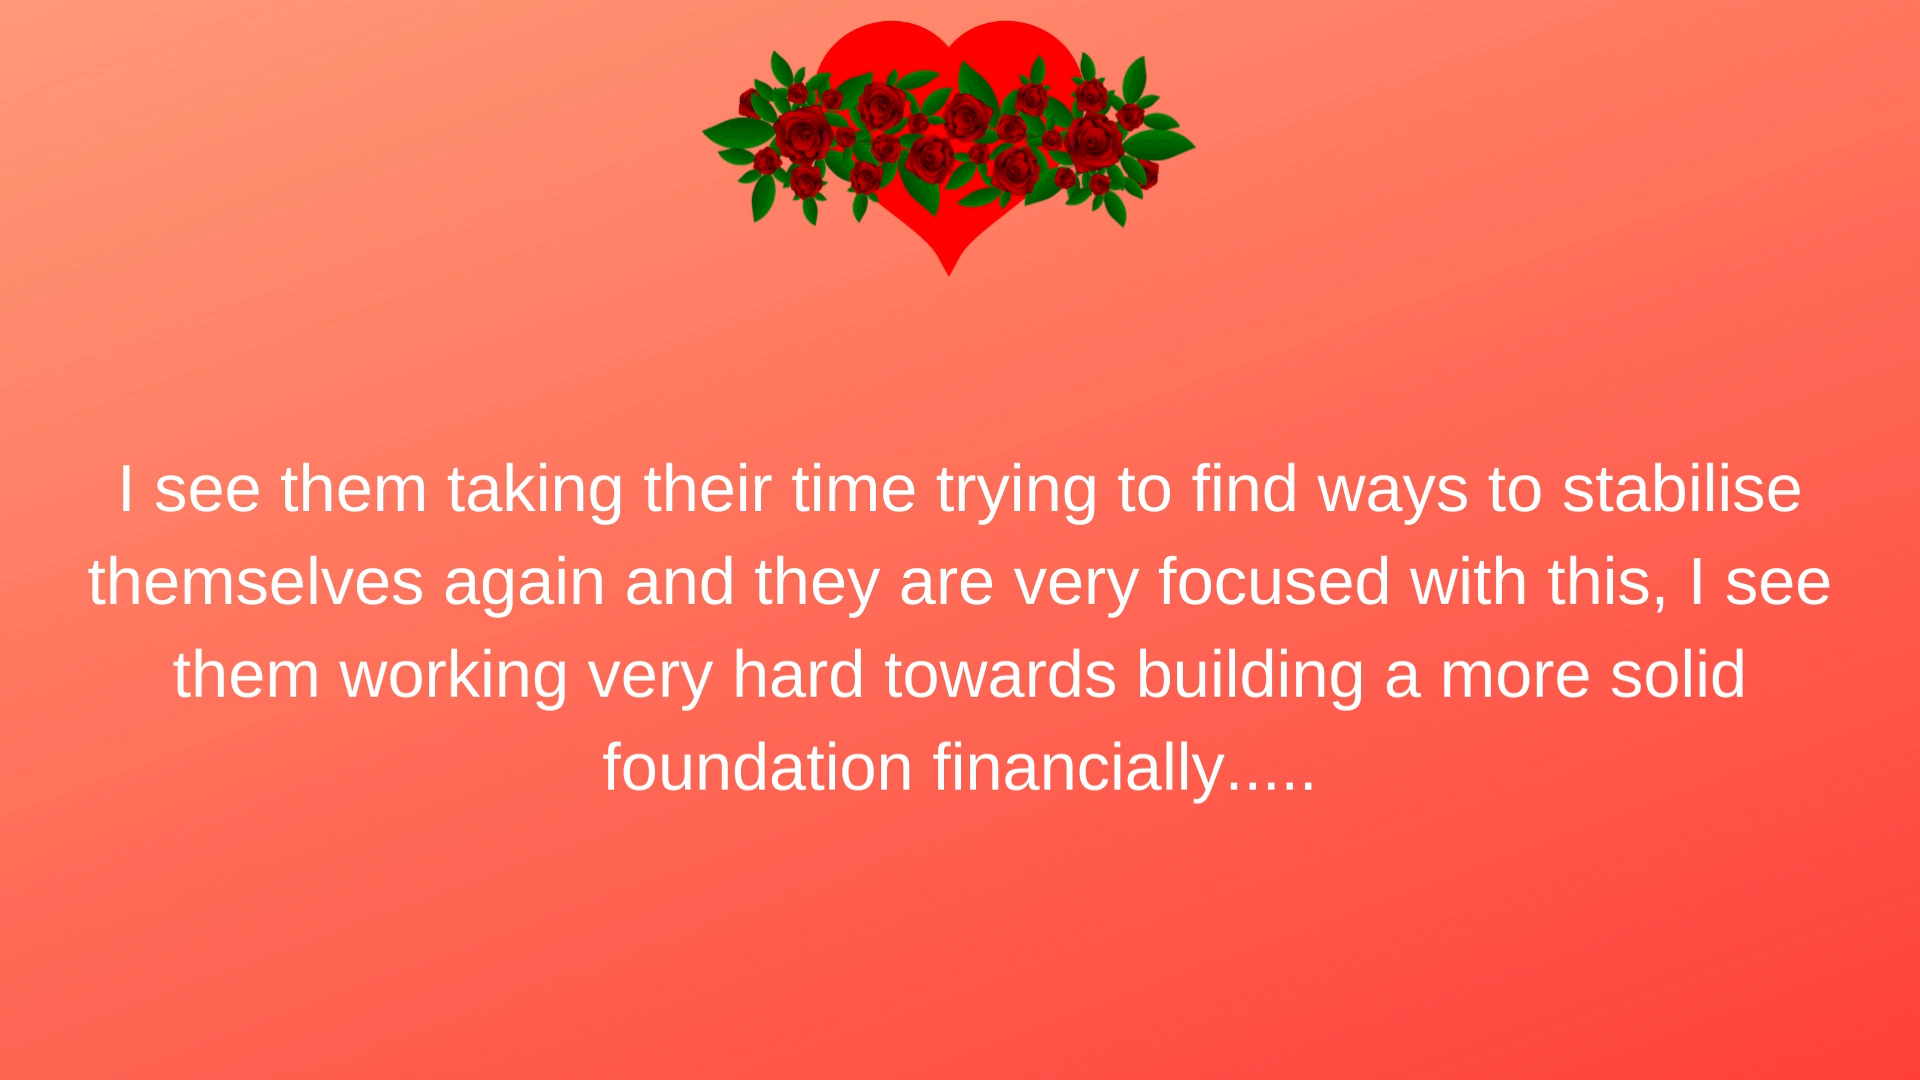 I see them taking their time trying to find ways to stabilise
themselves again and they are very focused with this, I see
them working very hard towards building a more solid
foundation financially.....